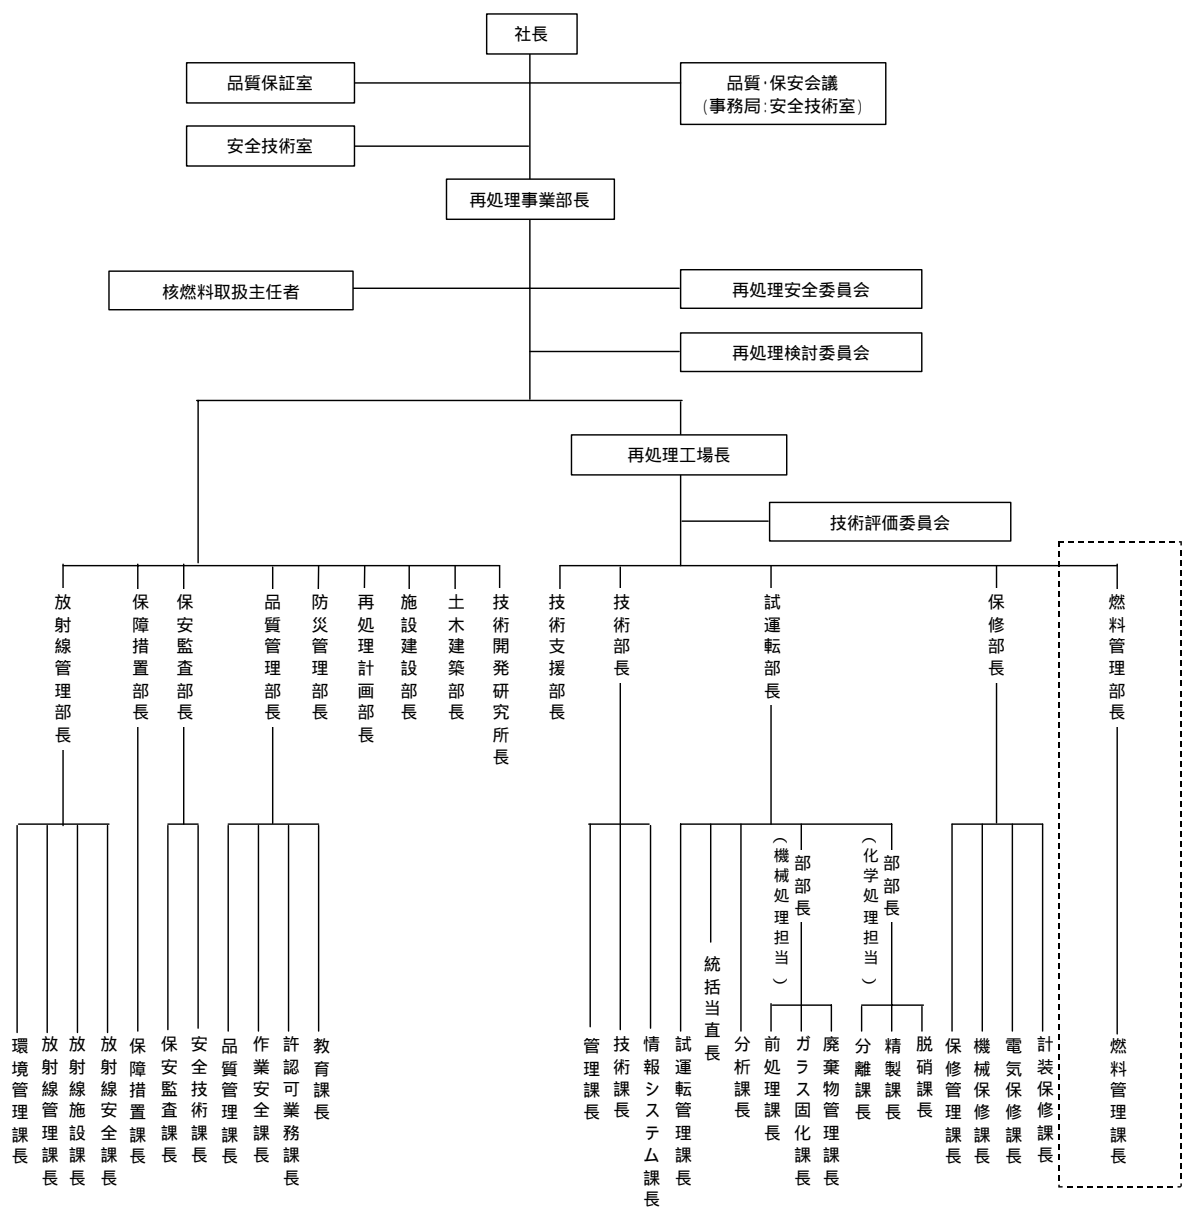 社長
品質保証室
品質・保安会議
(事務局:安全技術室)
安全技術室
再処理事業部長
核燃料取扱主任者
再処理安全委員会
再処理検討委員会
再処理工場長
技術評価委員会
放射線管理部長
保障措置部長
保安監査部長
品質管理部長
防災管理部長
再処理計画部長
施設建設部長
土木建築部長
技術開発研究所長
技術支援部長
技術部長
試運転部長
保修部長
燃料管理部長
部部長
(機械処理担当)
部部長
(化学処理担当)
環境管理課長
放射線管理課長
放射線施設課長
放射線安全課長
保障措置課長
保安監査課長
安全技術課長
品質管理課長
作業安全課長
許認可業務課長
教育課長
管理課長
技術課長
情報システム課長
試運転管理課長
統括当直長
分析課長
前処理課長
ガラス固化課長
廃棄物管理課長
分離課長
精製課長
脱硝課長
保修管理課長
機械保修課長
電気保修課長
計装保修課長
燃料管理課長